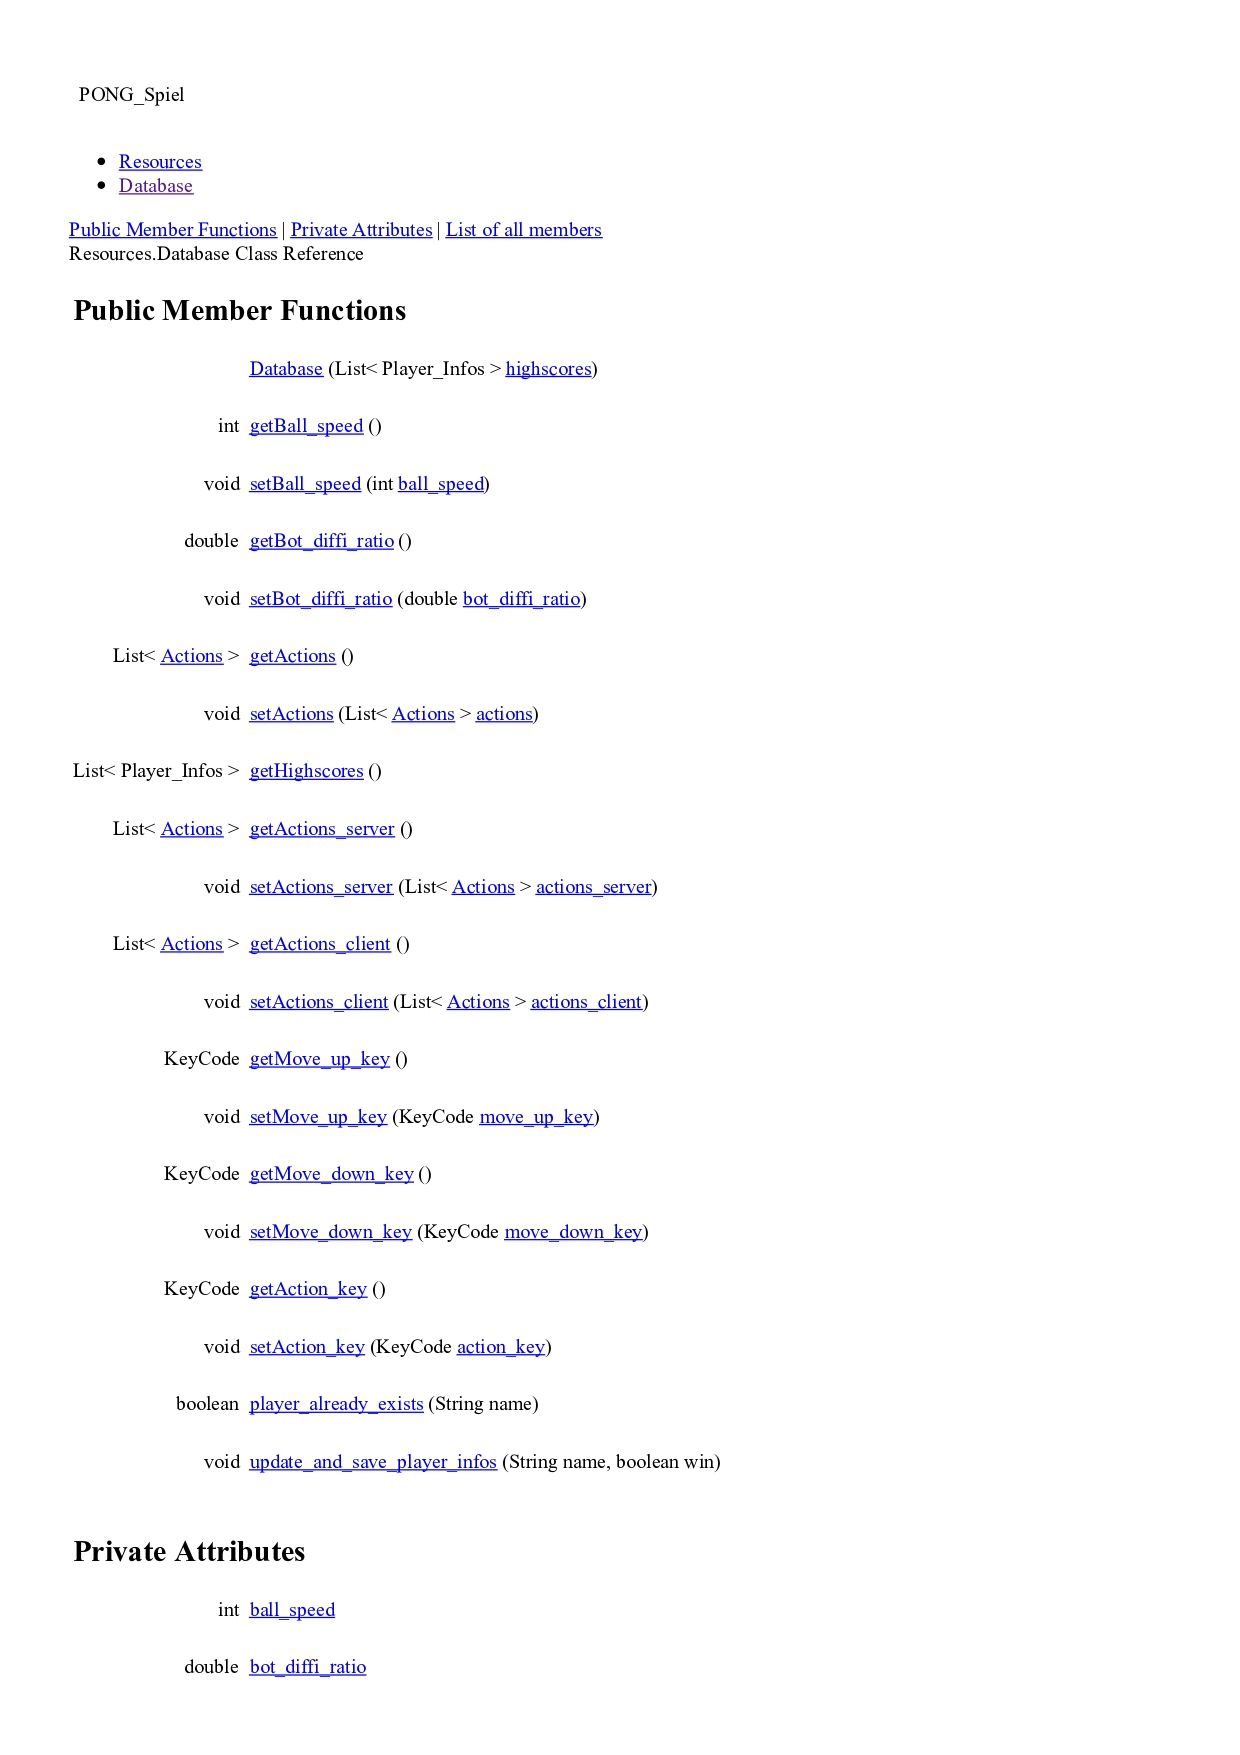 PONG_Spiel
Resources
Database
Public Member Functions | Private Attributes | List of all members
Resources.Database Class Reference
Public Member Functions
Database (List< Player_Infos > highscores)
int getBall_speed ()
void setBall_speed (int ball_speed)
double getBot_diffi_ratio ()
void setBot_diffi_ratio (double bot_diffi_ratio)
List< Actions > getActions ()
void setActions (List< Actions > actions)
List< Player_Infos > getHighscores ()
List< Actions > getActions_server ()
void setActions_server (List< Actions > actions_server)
List< Actions > getActions_client ()
void setActions_client (List< Actions > actions_client)
KeyCode getMove_up_key ()
void setMove_up_key (KeyCode move_up_key)
KeyCode getMove_down_key ()
void setMove_down_key (KeyCode move_down_key)
KeyCode getAction_key ()
void setAction_key (KeyCode action_key)
boolean player_already_exists (String name)
void update_and_save_player_infos (String name, boolean win)
Private Attributes
int ball_speed
double bot_diffi_ratio